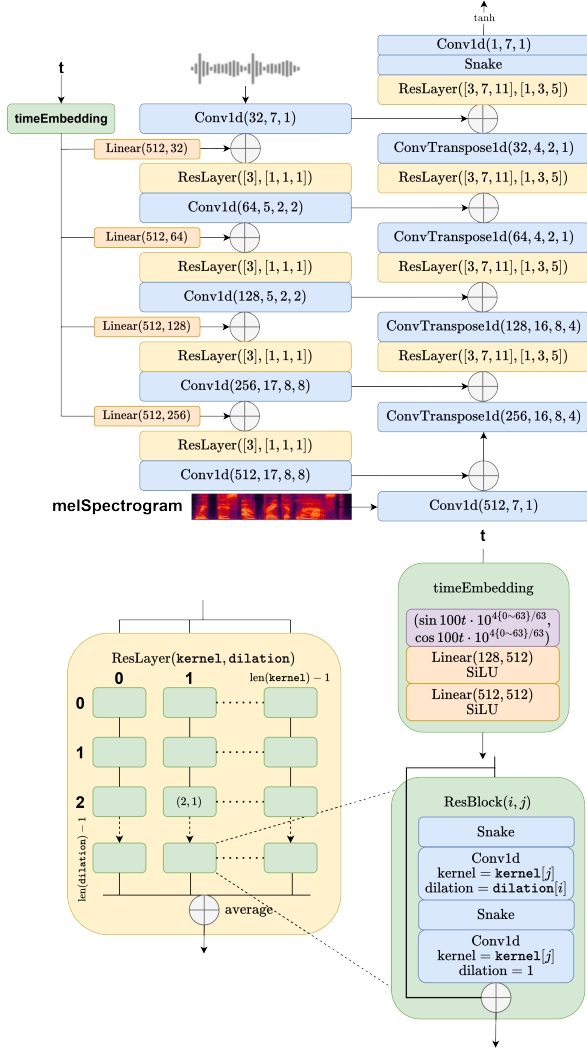 tanh
Conv1d(1, 7, 1)
Snake
ResLayer([3, 7, 11], [1, 3, 5])
t
timeEmbedding
Conv1d(32, 7, 1)
Linear(512, 32)
ConvTranspose1d(32, 4, 2, 1)
ResLayer([3], [1, 1, 1])
ResLayer([3, 7, 11], [1, 3, 5])
Conv1d(64, 5, 2, 2)
Linear(512, 64)
ConvTranspose1d(64, 4, 2, 1)
ResLayer([3], [1, 1, 1])
ResLayer([3, 7, 11], [1, 3, 5])
Conv1d(128, 5, 2, 2)
Linear(512, 128)
ConvTranspose1d(128, 16, 8, 4)
ResLayer([3], [1, 1, 1])
ResLayer([3, 7, 11], [1, 3, 5])
Conv1d(256, 17, 8, 8)
Linear(512, 256)
ConvTranspose1d(256, 16, 8, 4)
ResLayer([3], [1, 1, 1])
Conv1d(512, 17, 8, 8)
melSpectrogram
Conv1d(512, 7, 1)
t
timeEmbedding
(sin 100t · 10^{4{0∼63}/63},
cos 100t · 10^{4{0∼63}/63})
Linear(128, 512)
SiLU
Linear(512, 512)
SiLU
ResLayer(kernel, dilation)
0
1
len(kernel) − 1
0
1
2
(2, 1)
len(dilation) − 1
average
ResBlock(i, j)
Snake
Conv1d
kernel = kernel[j]
dilation = dilation[i]
Snake
Conv1d
kernel = kernel[j]
dilation = 1